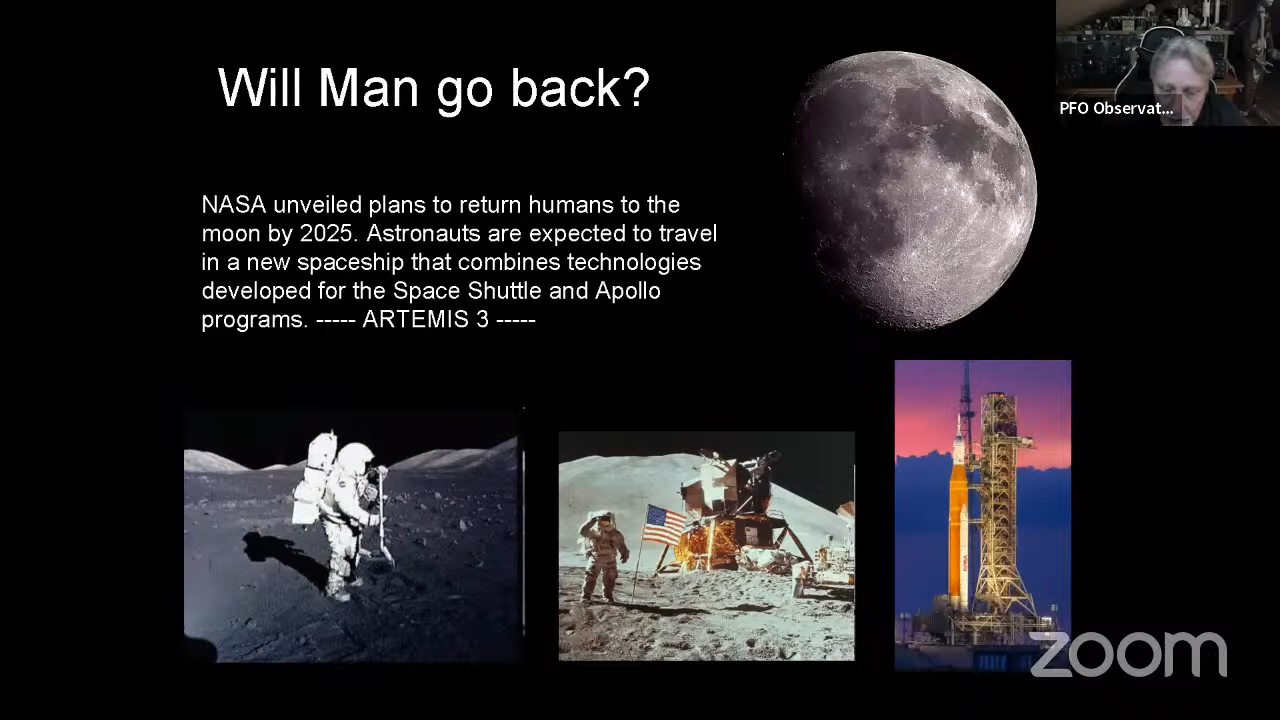 Will Man go back?
PFO Observat...
NASA unveiled plans to return humans to the
moon by 2025. Astronauts are expected to travel
in a new spaceship that combines technologies
developed for the Space Shuttle and Apollo
programs. ----- ARTEMIS 3 -----
zoom